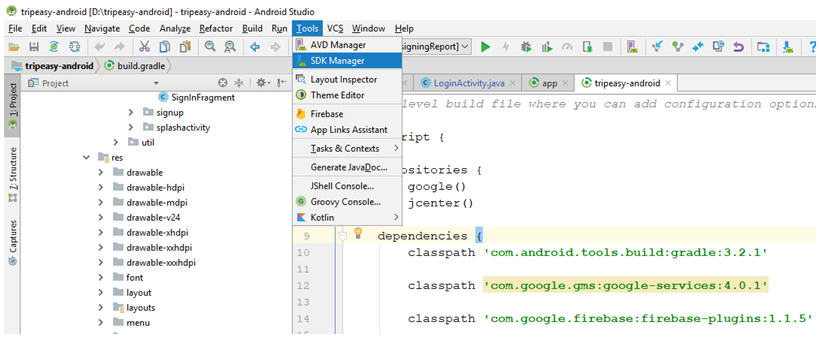 tripeasy-android [D:\tripeasy-android] - Android Studio
File Edit View Navigate Code Analyze Refactor Build Run Tools VCS Window Help
signingReport]
tripeasy-android build.gradle
AVD Manager
SDK Manager
Layout Inspector
Theme Editor
Firebase
App Links Assistant
Tasks & Contexts
Generate JavaDoc...
JShell Console...
Groovy Console...
Kotlin
1: Project
7: Structure
Captures
Project
SignInFragment
signup
splashactivity
util
res
drawable
drawable-hdpi
drawable-mdpi
drawable-v24
drawable-xhdpi
drawable-xxhdpi
drawable-xxxhdpi
font
layout
layouts
menu
LoginActivity.java app tripeasy-android
level build file where you can add configuration option
ript {
ositories {
google()
jcenter()
9 dependencies {
10 classpath 'com.android.tools.build:gradle:3.2.1'
11
12 classpath 'com.google.gms:google-services:4.0.1'
13
14 classpath 'com.google.firebase:firebase-plugins:1.1.5'